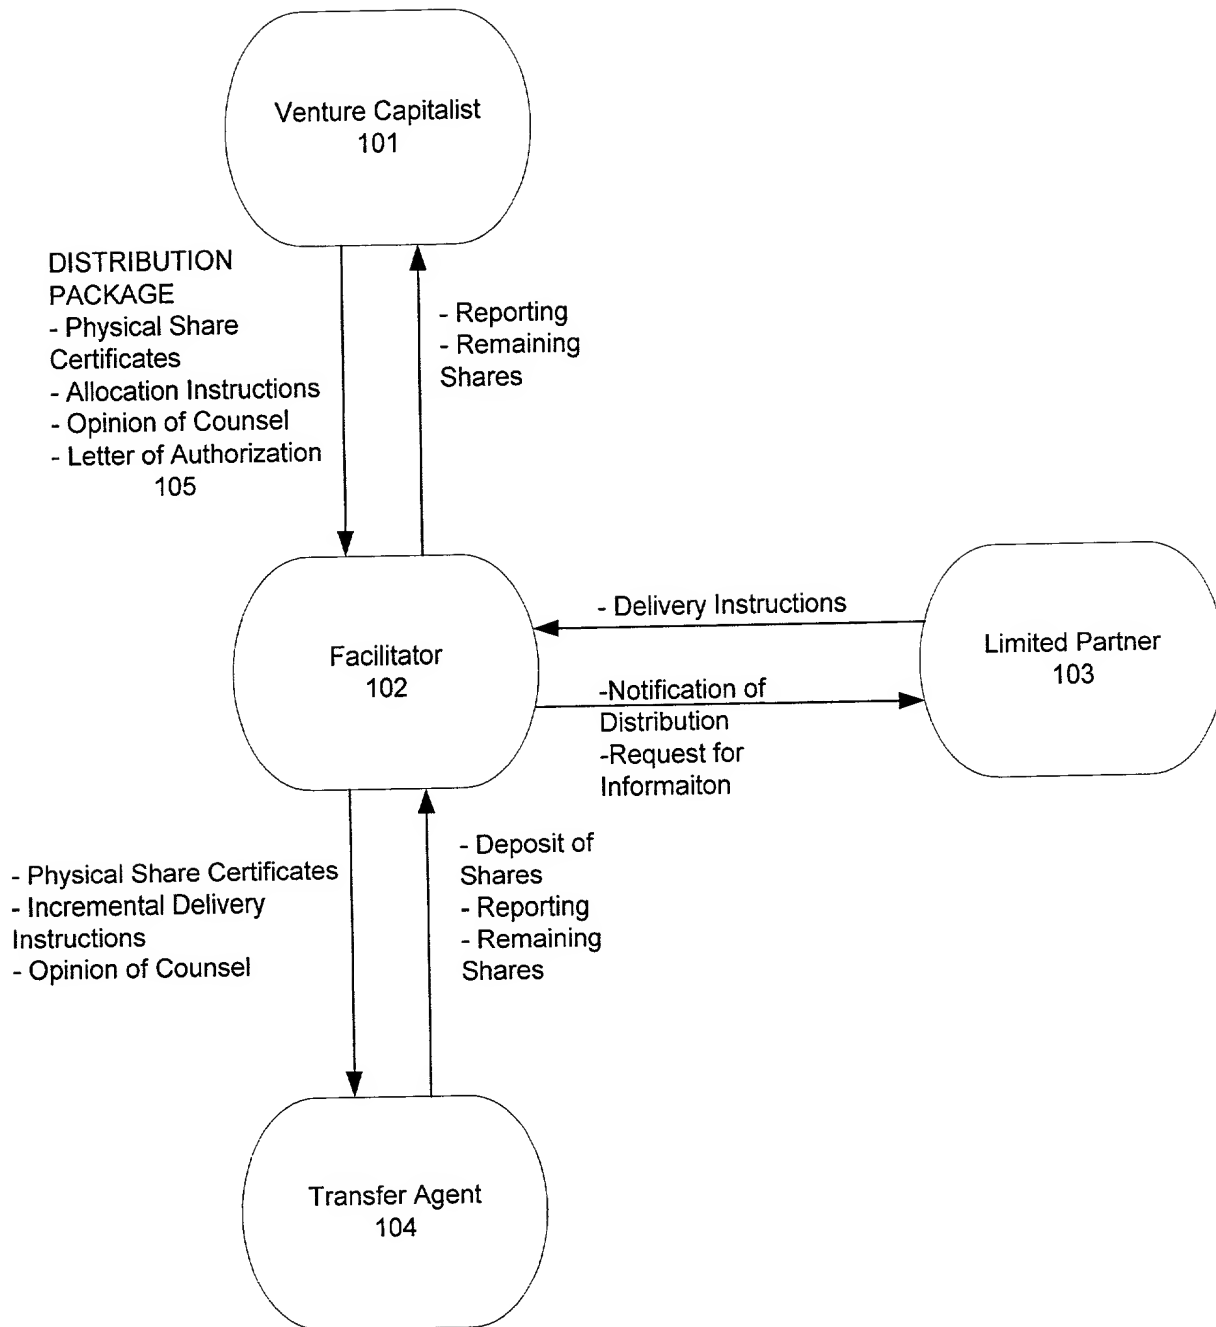 Venture Capitalist
101
DISTRIBUTION
PACKAGE
- Physical Share
Certificates
- Allocation Instructions
- Opinion of Counsel
- Letter of Authorization
105
- Reporting
- Remaining
Shares
- Delivery Instructions
Facilitator
102
Limited Partner
103
-Notification of
Distribution
-Request for
Informaiton
- Physical Share Certificates
- Incremental Delivery
Instructions
- Opinion of Counsel
- Deposit of
Shares
- Reporting
- Remaining
Shares
Transfer Agent
104